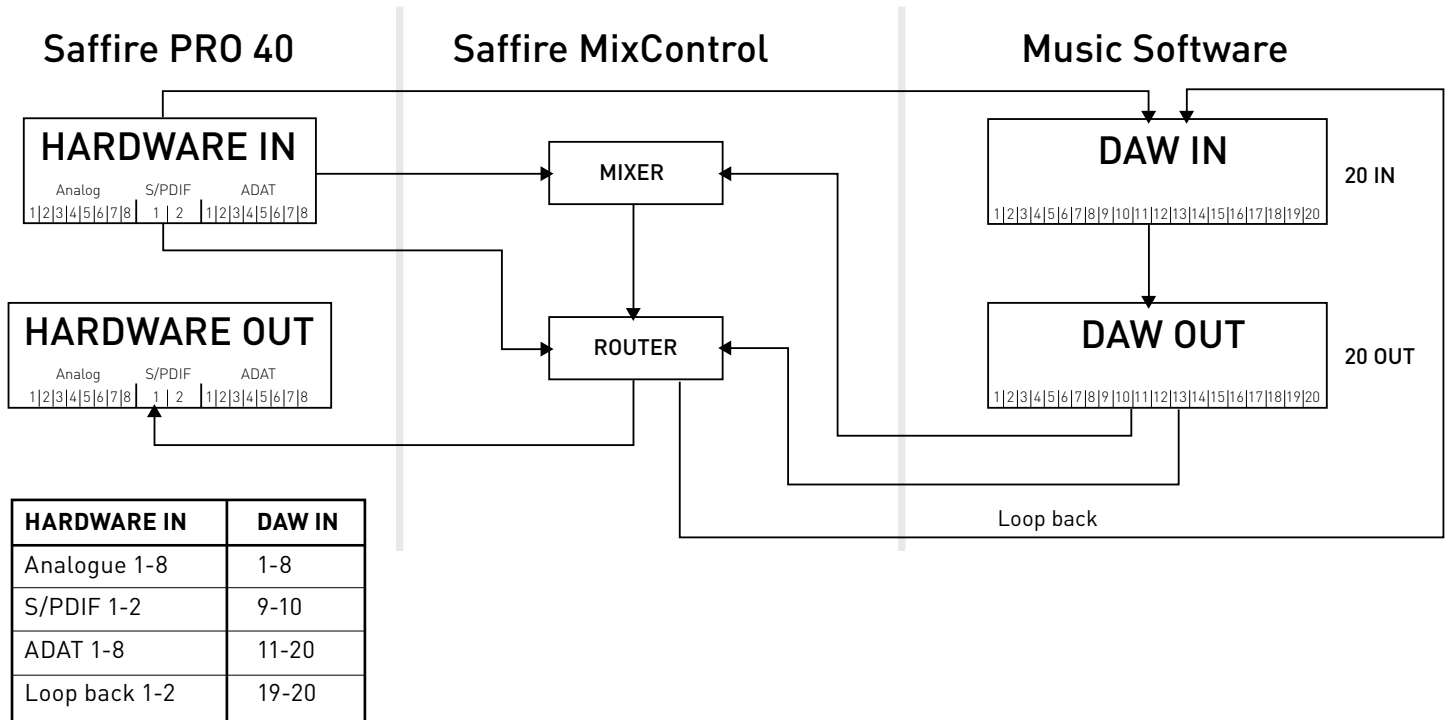 Saffire PRO 40
Saffire MixControl
Music Software
HARDWARE IN
Analog S/PDIF ADAT
1|2|3|4|5|6|7|8 1 | 2 1|2|3|4|5|6|7|8
MIXER
DAW IN
1|2|3|4|5|6|7|8|9|10|11|12|13|14|15|16|17|18|19|20
20 IN
HARDWARE OUT
Analog S/PDIF ADAT
1|2|3|4|5|6|7|8 1 | 2 1|2|3|4|5|6|7|8
ROUTER
DAW OUT
1|2|3|4|5|6|7|8|9|10|11|12|13|14|15|16|17|18|19|20
20 OUT
Loop back
HARDWARE IN DAW IN
Analogue 1-8 1-8
S/PDIF 1-2 9-10
ADAT 1-8 11-20
Loop back 1-2 19-20